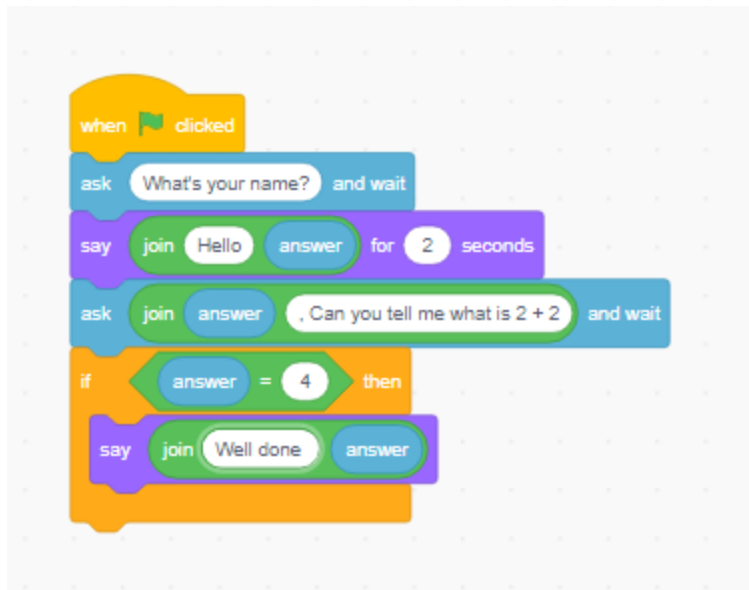 when clicked
ask What's your name? and wait
say join Hello answer for 2 seconds
ask join answer , Can you tell me what is 2 + 2 and wait
if answer = 4 then
say join Well done answer